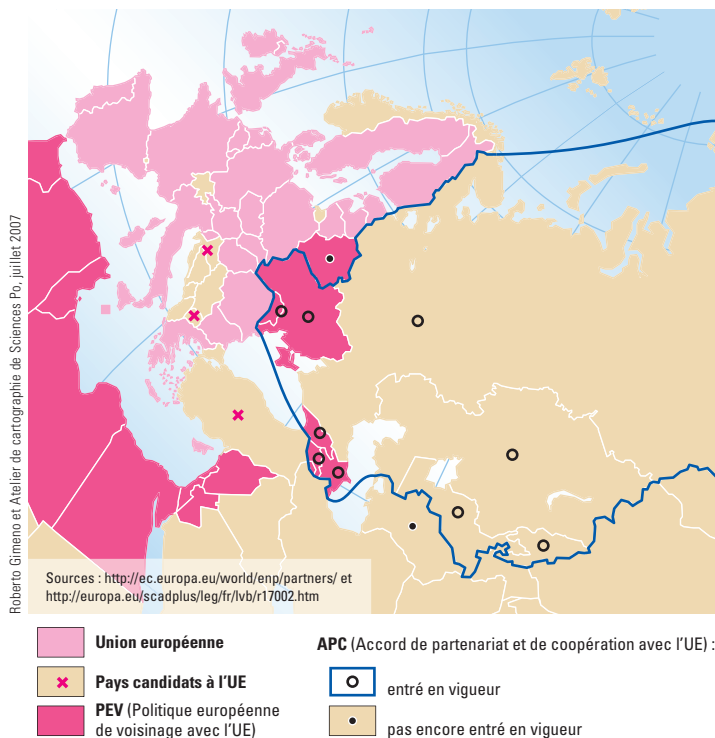 Roberto Gimeno et Atelier de cartographie de Sciences Po, juillet 2007
Sources : http://ec.europa.eu/world/enp/partners/ et
http://europa.eu/scadplus/leg/fr/lvb/r17002.htm
Union européenne
Pays candidats à l'UE
PEV (Politique européenne
de voisinage avec l'UE)
APC (Accord de partenariat et de coopération avec l'UE) :
entré en vigueur
pas encore entré en vigueur